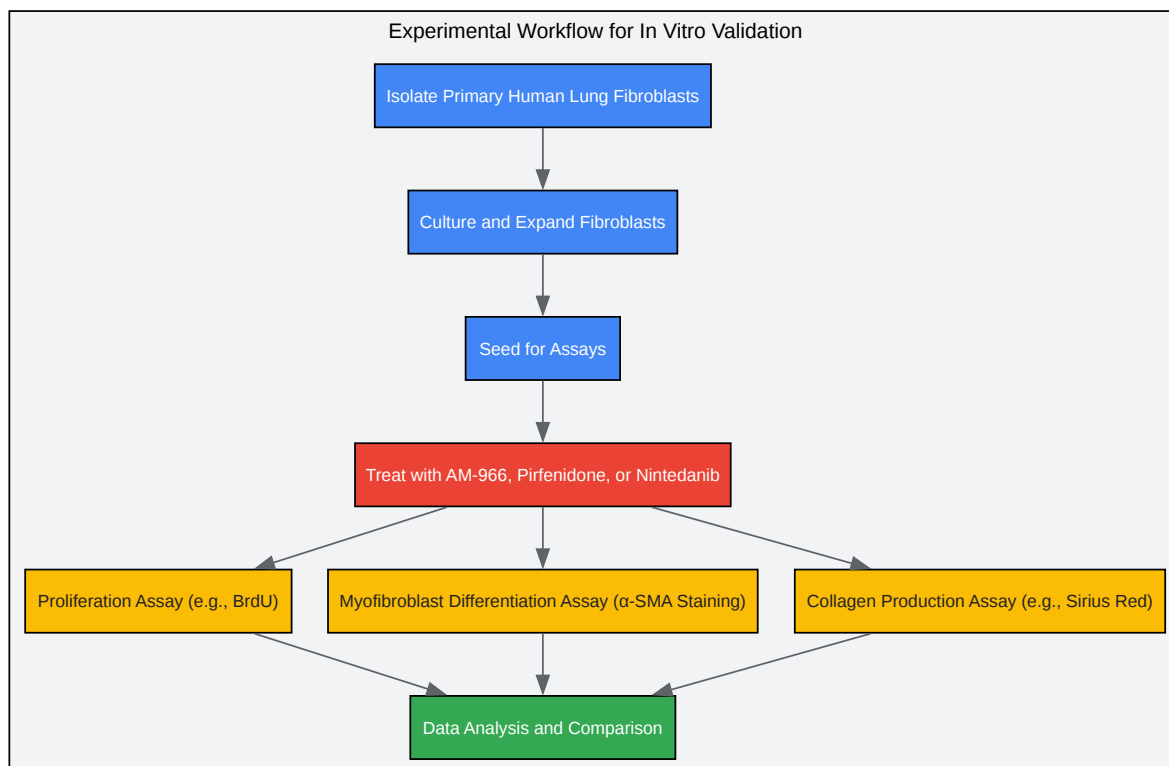 Experimental Workflow for In Vitro Validation
Isolate Primary Human Lung Fibroblasts
Culture and Expand Fibroblasts
Seed for Assays
Treat with AM-966, Pirfenidone, or Nintedanib
Proliferation Assay (e.g., BrdU)
Myofibroblast Differentiation Assay (α-SMA Staining)
Collagen Production Assay (e.g., Sirius Red)
Data Analysis and Comparison